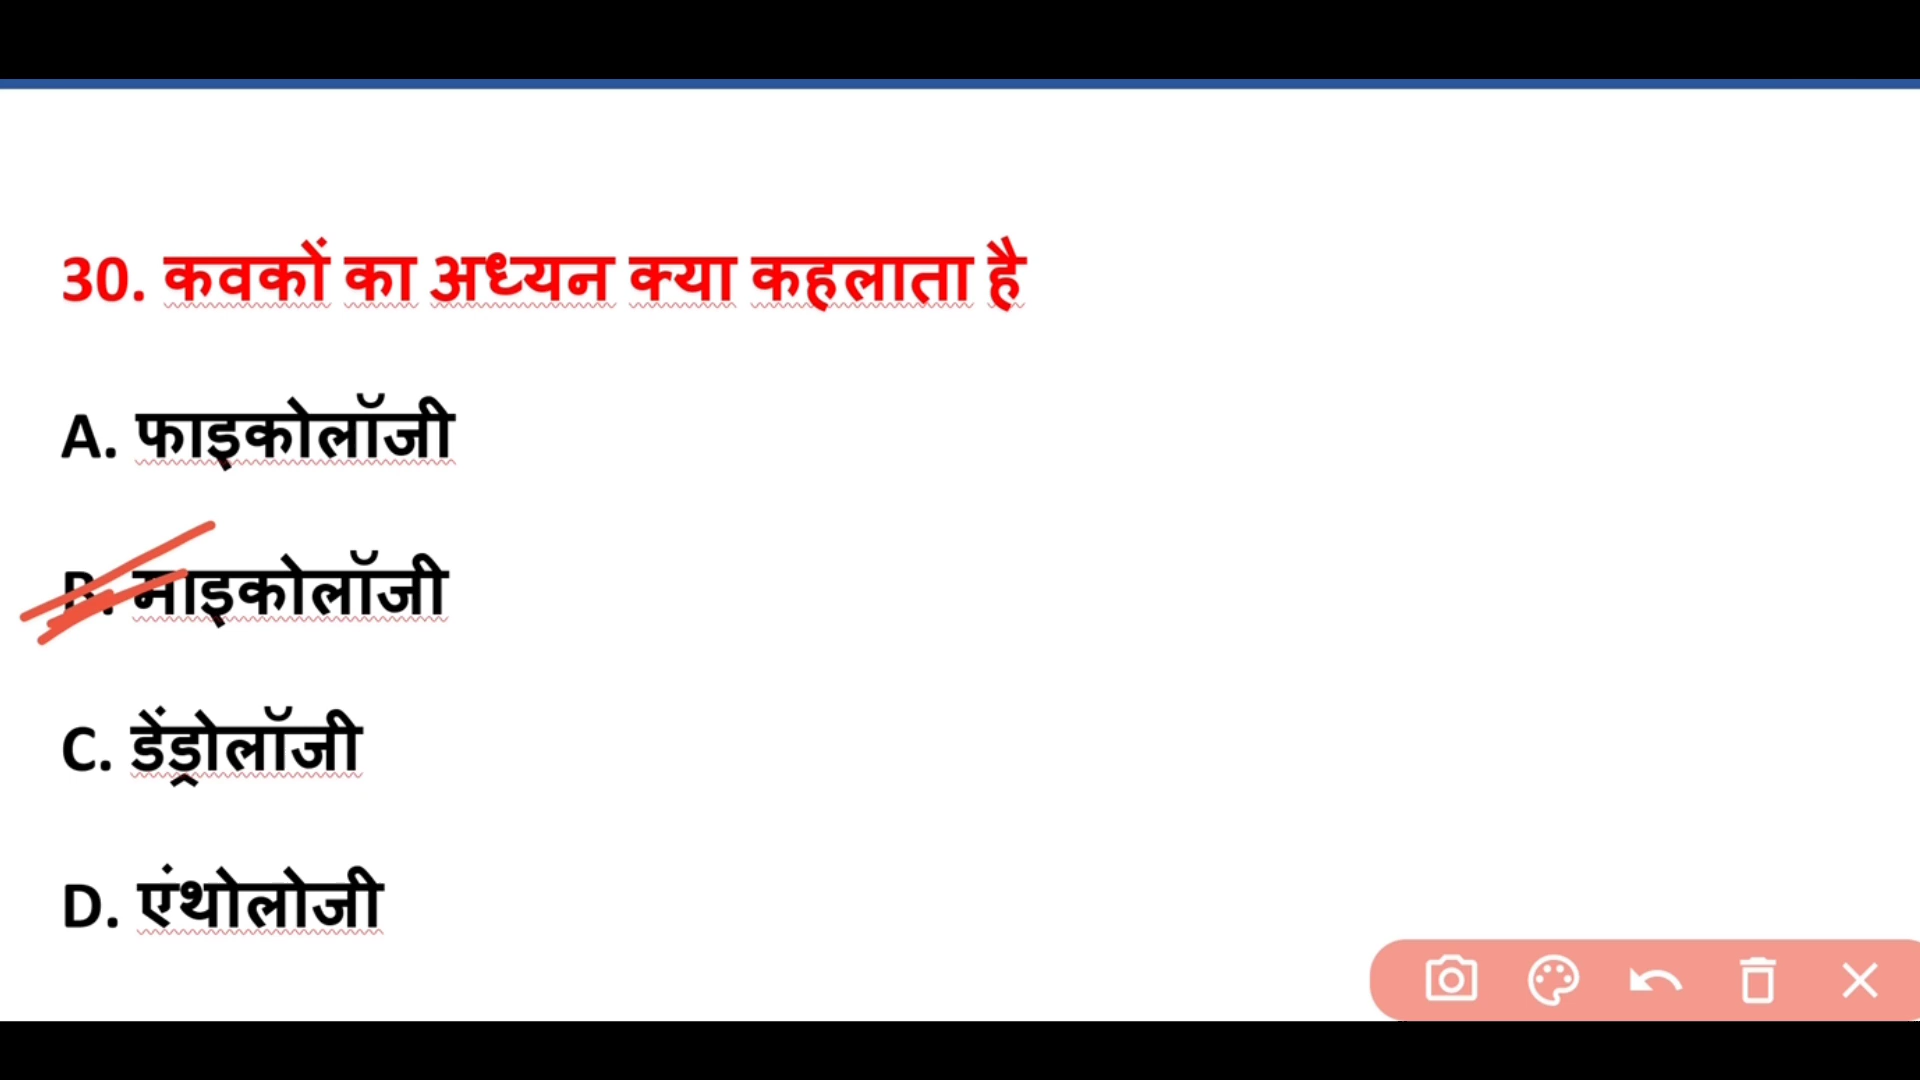 30. कवकों का अध्यन क्या कहलाता है
A. फाइकोलॉजी
B. माइकोलॉजी
C. डेंड्रोलॉजी
D. एंथोलोजी